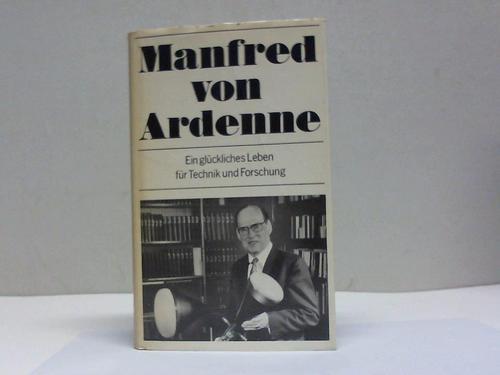 Manfred
von
Ardenne
Ein glückliches Leben
für Technik und Forschung